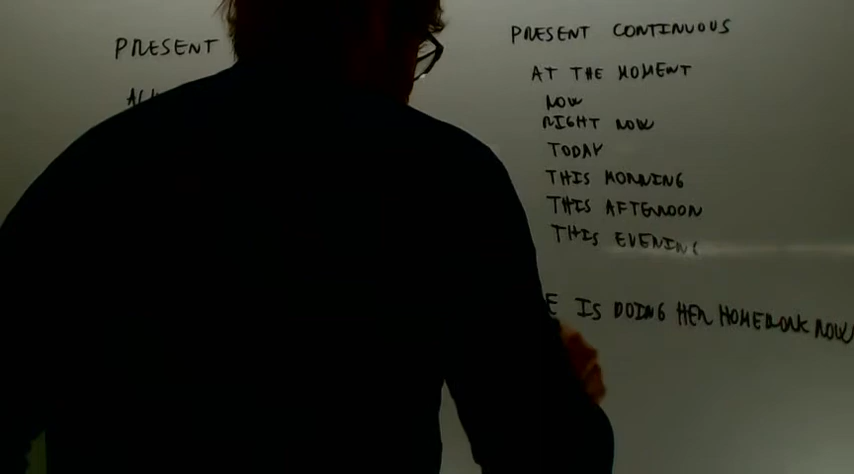 PRESENT
PRESENT CONTINUOUS
AT THE MOMENT
NOW
RIGHT NOW
TODAY
THIS MORNING
THIS AFTERNOON
THIS EVENING
IS DOING HER HOMEWORK NOW